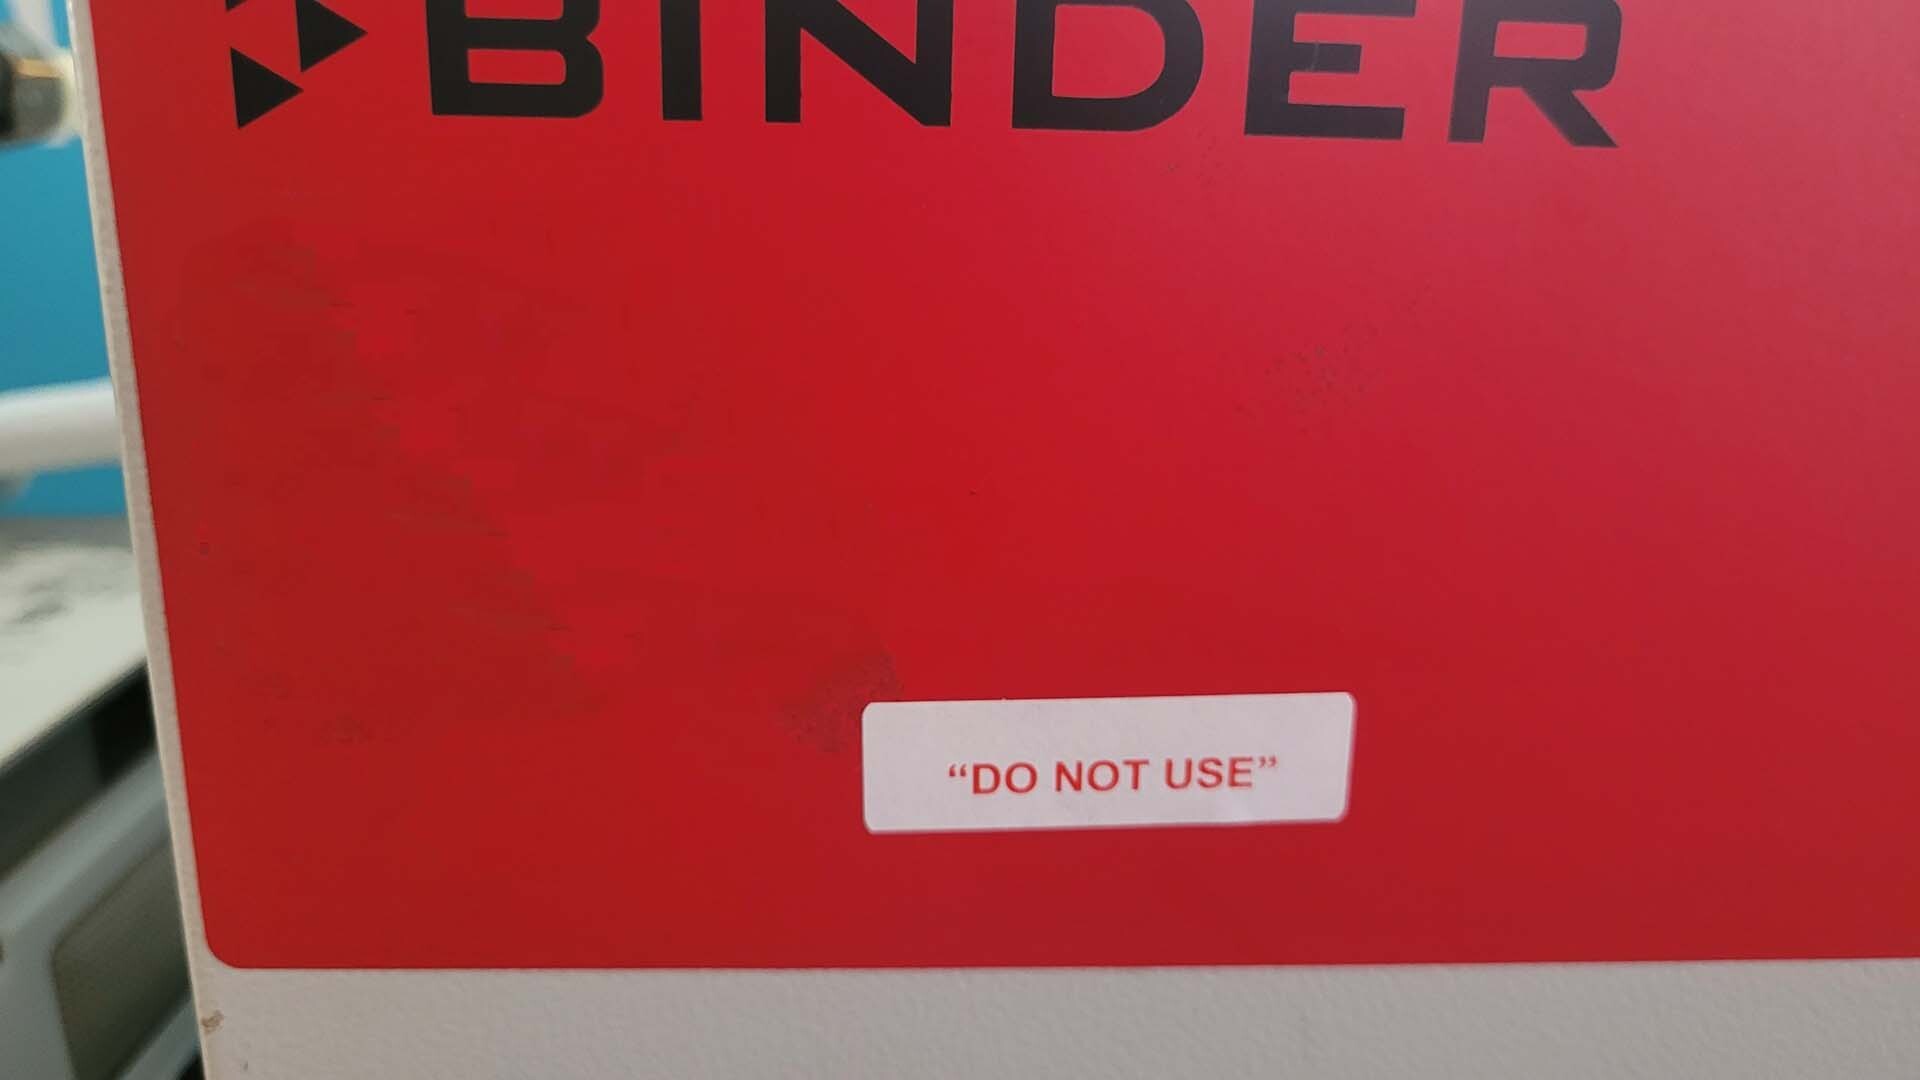 BINDER
“DO NOT USE”